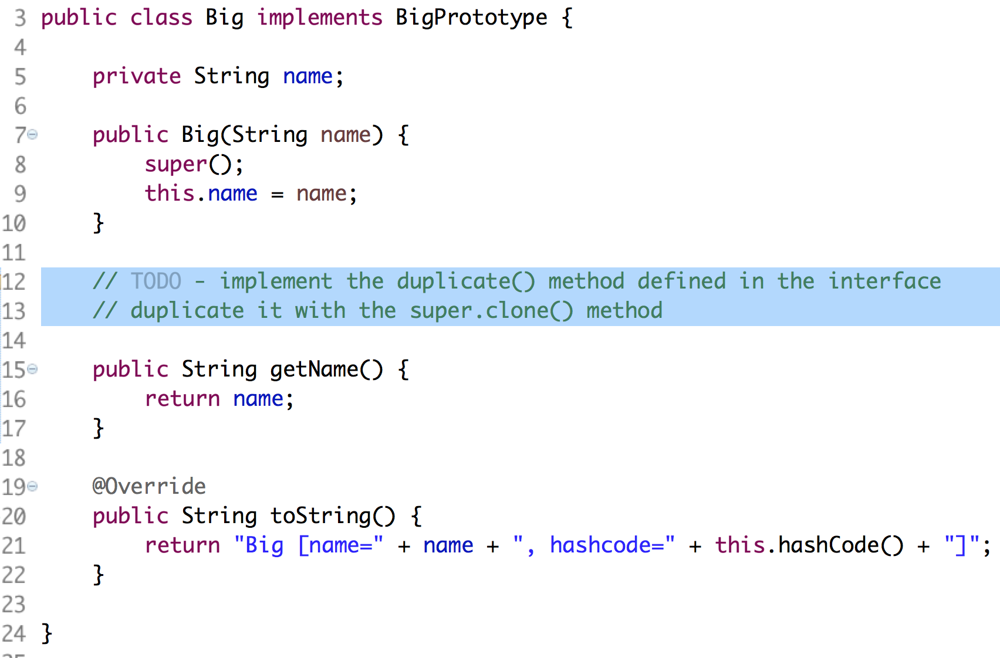 3 public class Big implements BigPrototype {
4
5     private String name;
6
7     public Big(String name) {
8         super();
9         this.name = name;
10     }
11
12     // TODO - implement the duplicate() method defined in the interface
13     // duplicate it with the super.clone() method
14
15     public String getName() {
16         return name;
17     }
18
19     @Override
20     public String toString() {
21         return "Big [name=" + name + ", hashcode=" + this.hashCode() + "]";
22     }
23
24 }